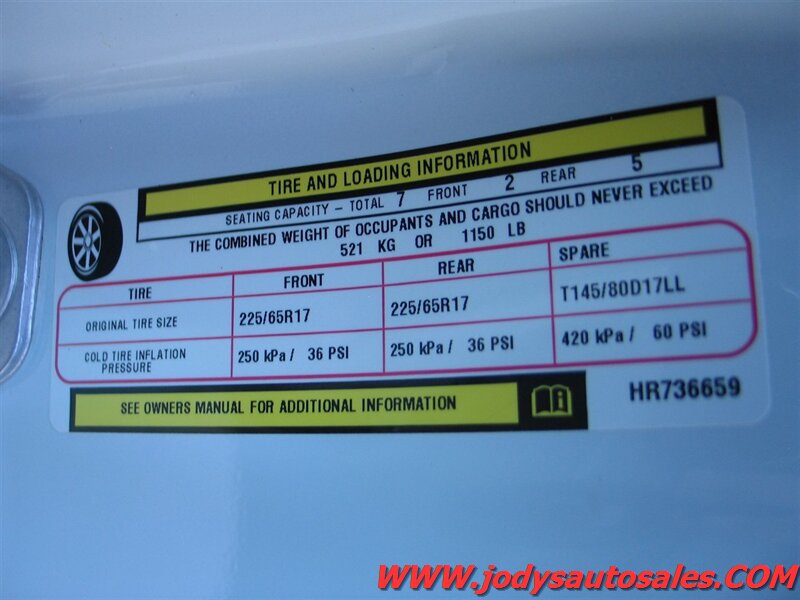 TIRE AND LOADING INFORMATION
SEATING CAPACITY – TOTAL 7 FRONT 2 REAR 5
THE COMBINED WEIGHT OF OCCUPANTS AND CARGO SHOULD NEVER EXCEED
521 KG OR 1150 LB
TIRE FRONT REAR SPARE
ORIGINAL TIRE SIZE 225/65R17 225/65R17 T145/80D17LL
COLD TIRE INFLATION PRESSURE 250 kPa / 36 PSI 250 kPa / 36 PSI 420 kPa / 60 PSI
SEE OWNERS MANUAL FOR ADDITIONAL INFORMATION
HR736659
WWW.jodysautosales.COM